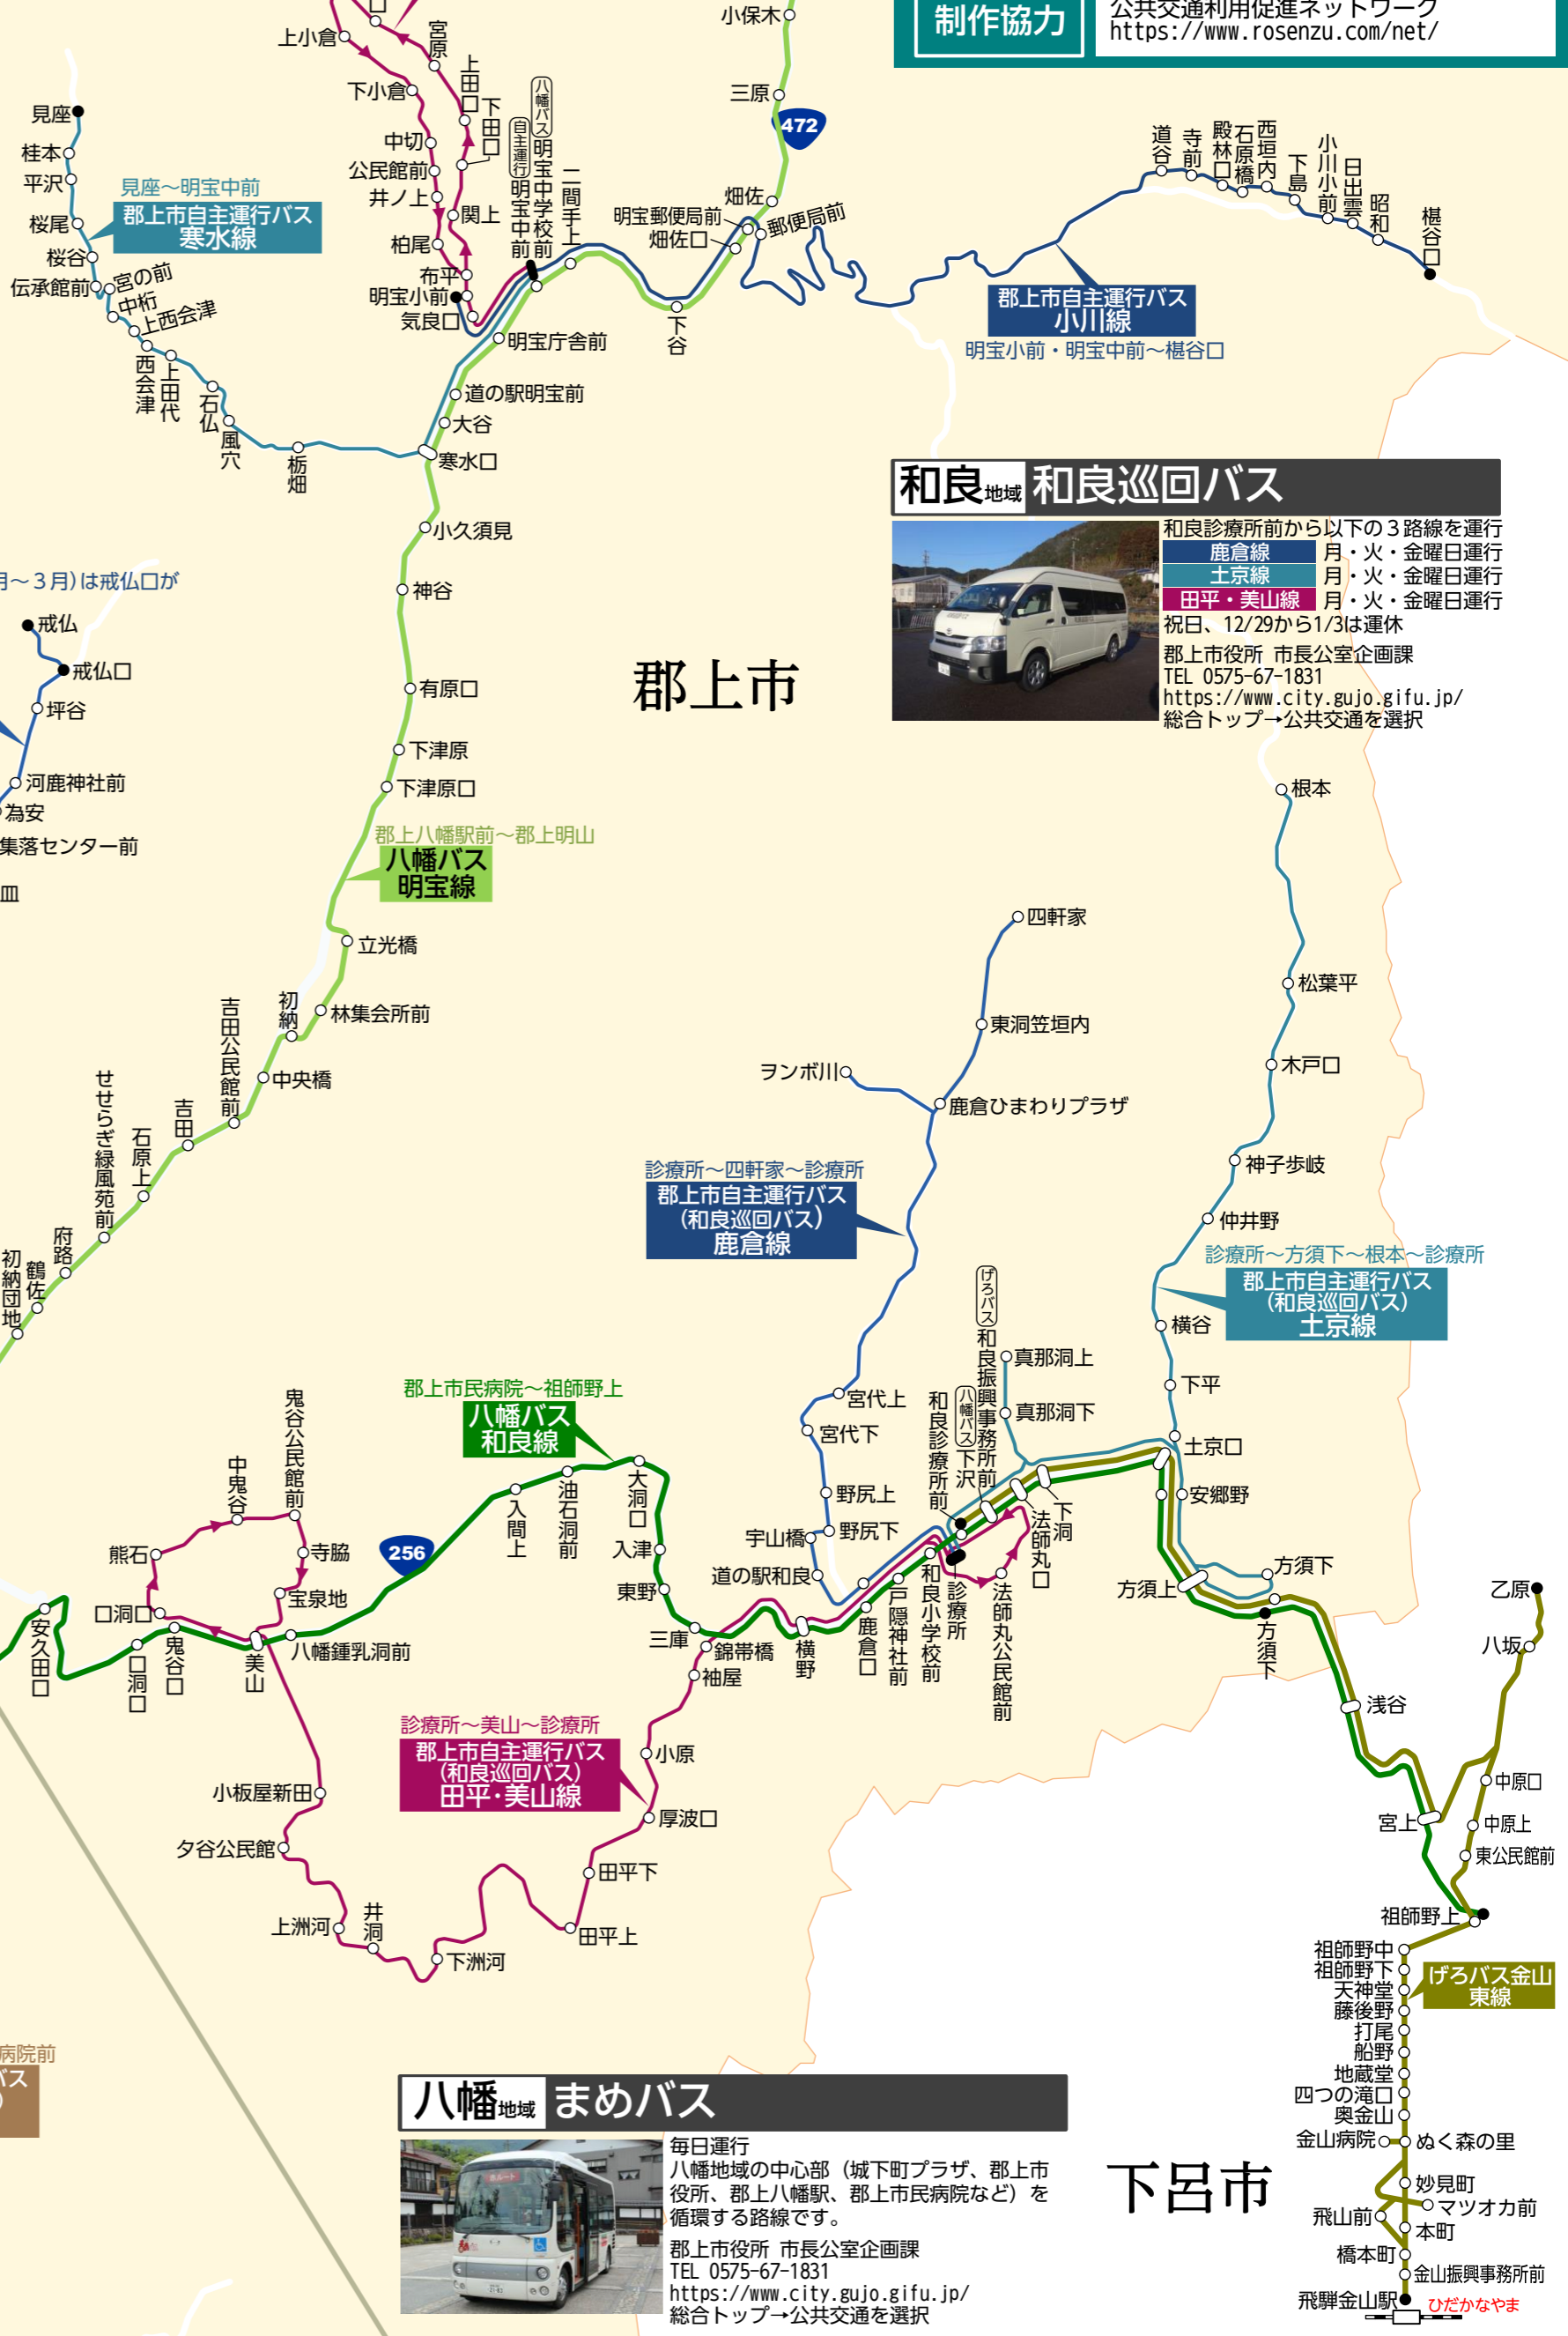 制作協力
公共交通利用促進ネットワーク
https://www.rosenzu.com/net/
小保木
三原
472
畑佐
明宝郵便局前
郵便局前
畑佐口
下谷
二間手上
八幡バス
明宝中学校前
自主運行
明宝中前
上小倉
下小倉
中切
公民館前
井ノ上
柏尾
宮原
上田口
下田口
関上
布平
明宝小前
気良口
明宝庁舎前
道の駅明宝前
大谷
寒水口
見座
桂本
平沢
桜尾
桜谷
伝承館前
宮の前
中桁
上西会津
西会津
上田代
石仏
風穴
栃畑
見座～明宝中前
郡上市自主運行バス
寒水線
道谷
寺前
殿林口
石原橋
西垣内
下島
小川小前
日出雲
昭和
椹谷口
郡上市自主運行バス
小川線
明宝小前・明宝中前～椹谷口
和良地域 和良巡回バス
和良診療所前から以下の３路線を運行
鹿倉線 月・火・金曜日運行
土京線 月・火・金曜日運行
田平・美山線 月・火・金曜日運行
祝日、12/29から1/3は運休
郡上市役所 市長公室企画課
TEL 0575-67-1831
https://www.city.gujo.gifu.jp/
総合トップ→公共交通を選択
月～３月)は戒仏口が
戒仏
戒仏口
坪谷
河鹿神社前
為安
集落センター前
皿
郡上市
小久須見
神谷
有原口
下津原
下津原口
郡上八幡駅前～郡上明山
八幡バス
明宝線
立光橋
林集会所前
初納
中央橋
吉田公民館前
吉田
石原上
せせらぎ緑風苑前
府路
鶴佐
初納団地
根本
松葉平
木戸口
神子歩岐
仲井野
診療所～方須下～根本～診療所
郡上市自主運行バス
(和良巡回バス)
土京線
横谷
下平
土京口
安郷野
四軒家
東洞笠垣内
ヲンボ川
鹿倉ひまわりプラザ
診療所～四軒家～診療所
郡上市自主運行バス
(和良巡回バス)
鹿倉線
宮代上
宮代下
野尻上
野尻下
宇山橋
道の駅和良
げろバス
和良振興事務所前
八幡バス
下沢
和良診療所前
真那洞上
真那洞下
下洞
法師丸口
法師丸公民館前
診療所
和良小学校前
戸隠神社前
鹿倉口
横野
錦帯橋
三庫
東野
入津
大洞口
油石洞前
入間上
郡上市民病院～祖師野上
八幡バス
和良線
256
鬼谷公民館前
中鬼谷
熊石
寺脇
宝泉地
口洞口
八幡鍾乳洞前
美山
鬼谷口
口洞口
安久田口
袖屋
小原
厚波口
田平下
田平上
下洲河
井洞
上洲河
夕谷公民館
小板屋新田
診療所～美山～診療所
郡上市自主運行バス
(和良巡回バス)
田平・美山線
方須上
方須下
方須下
浅谷
宮上
乙原
八坂
中原口
中原上
東公民館前
祖師野上
祖師野中
祖師野下
天神堂
藤後野
打尾
船野
地蔵堂
四つの滝口
奥金山
金山病院
ぬく森の里
妙見町
マツオカ前
飛山前
本町
橋本町
金山振興事務所前
飛騨金山駅
ひだかなやま
げろバス金山
東線
下呂市
病院前
バス
)
八幡地域 まめバス
毎日運行
八幡地域の中心部（城下町プラザ、郡上市
役所、郡上八幡駅、郡上市民病院など）を
循環する路線です。
郡上市役所 市長公室企画課
TEL 0575-67-1831
https://www.city.gujo.gifu.jp/
総合トップ→公共交通を選択